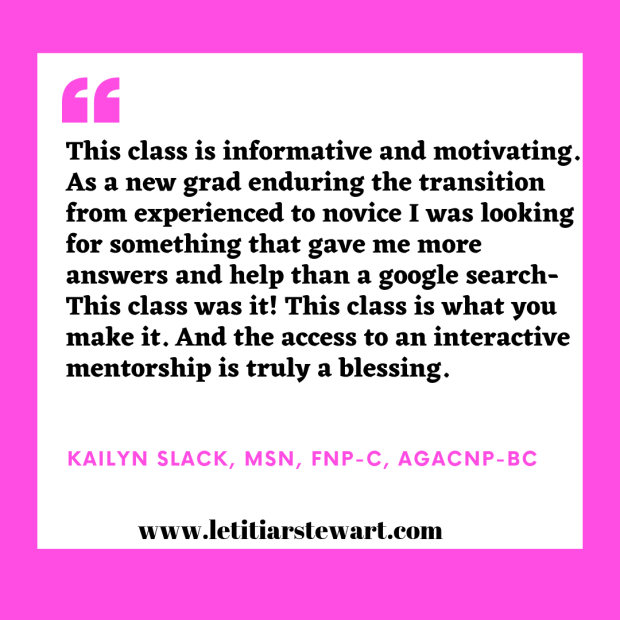 This class is informative and motivating.
As a new grad enduring the transition
from experienced to novice I was looking
for something that gave me more
answers and help than a google search-
This class was it! This class is what you
make it. And the access to an interactive
mentorship is truly a blessing.
KAILYN SLACK, MSN, FNP-C, AGACNP-BC
www.letitiarstewart.com